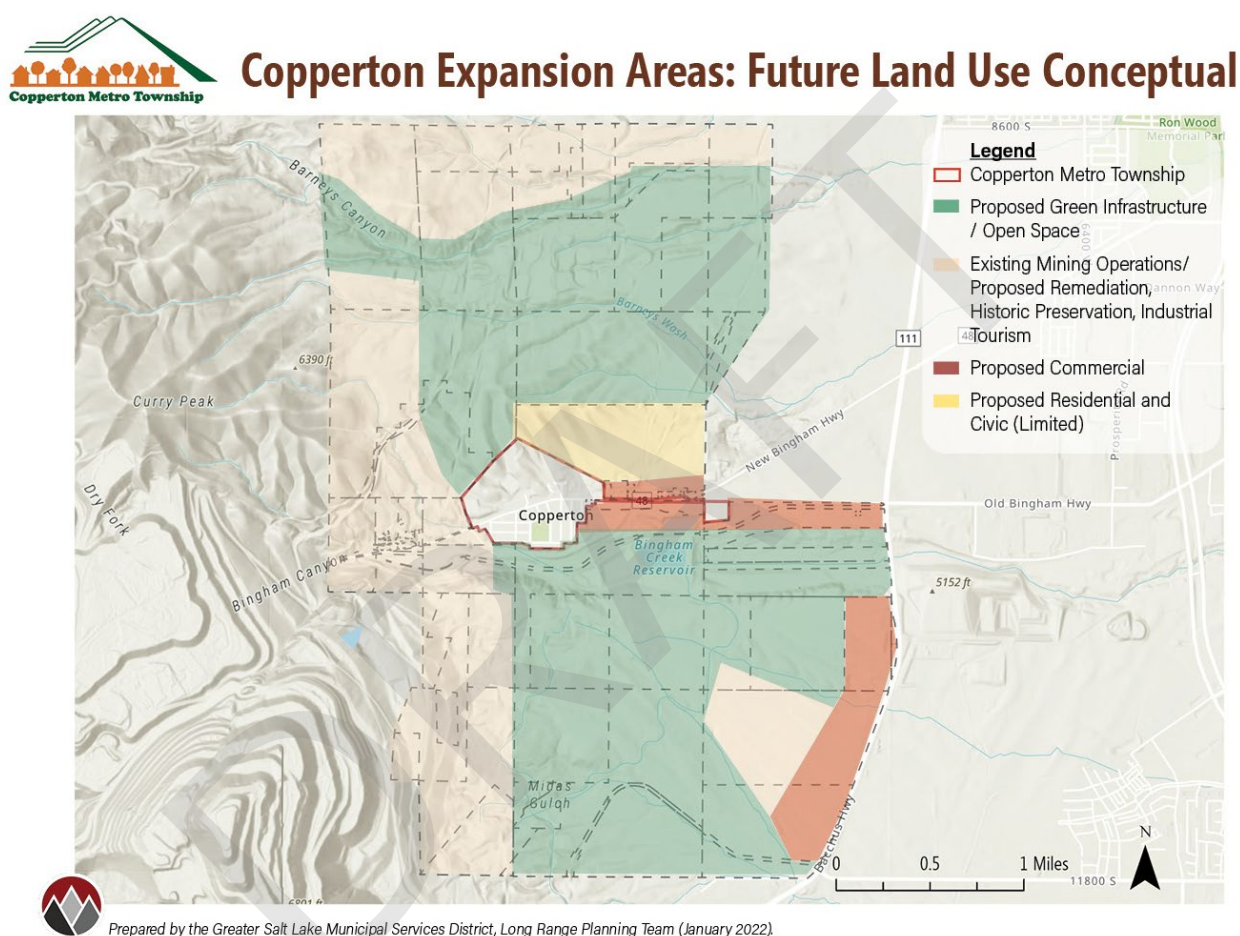 Copperton Metro Township
Copperton Expansion Areas: Future Land Use Conceptual
DRAFT
8600 S
Ron Wood
Memorial Park
Legend
Copperton Metro Township
Proposed Green Infrastructure
/ Open Space
6400
Existing Mining Operations/
Proposed Remediation,
Historic Preservation, Industrial
Tourism
Dannon Way
Proposed Commercial
Proposed Residential and
Civic (Limited)
Barneys Canyon
Barneys Wash
111
48
6390 ft
Curry Peak
New Bingham Hwy
Dry Fork
48
Copperton
Old Bingham Hwy
Bingham
Creek
Reservoir
Bingham Canyon
5152 ft
Midas
Gulch
Bacchus Hwy
N
0 0.5 1 Miles
11800 S
Prepared by the Greater Salt Lake Municipal Services District, Long Range Planning Team (January 2022).